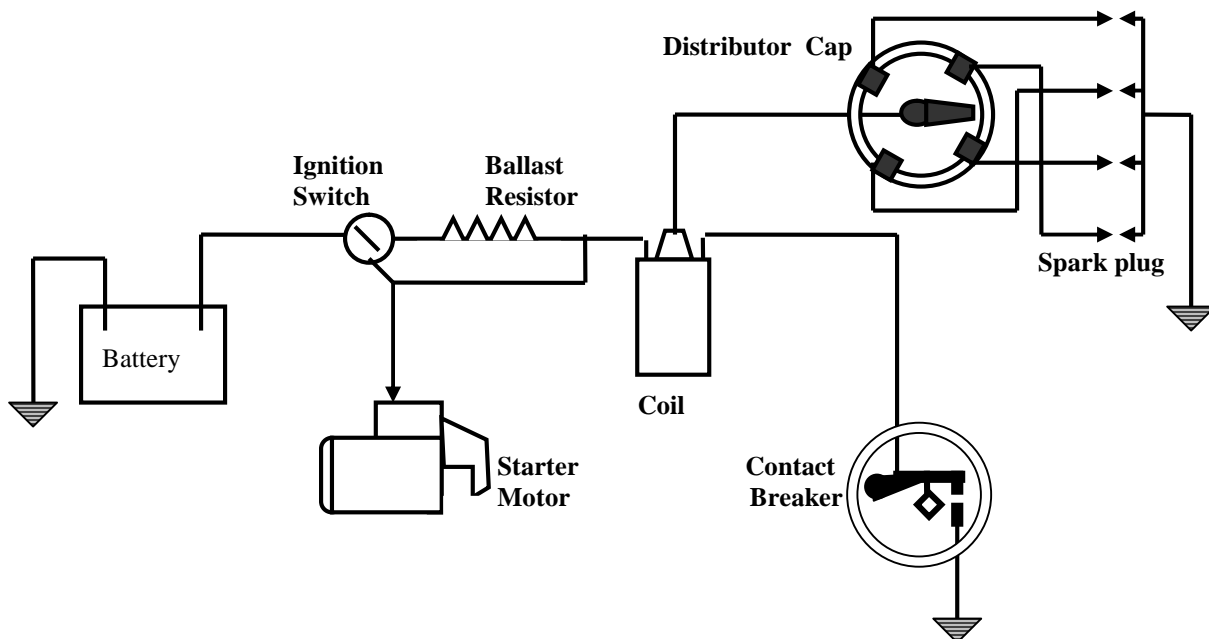 Distributor Cap
Ignition
Switch
Ballast
Resistor
Spark plug
Battery
Coil
Starter
Motor
Contact
Breaker